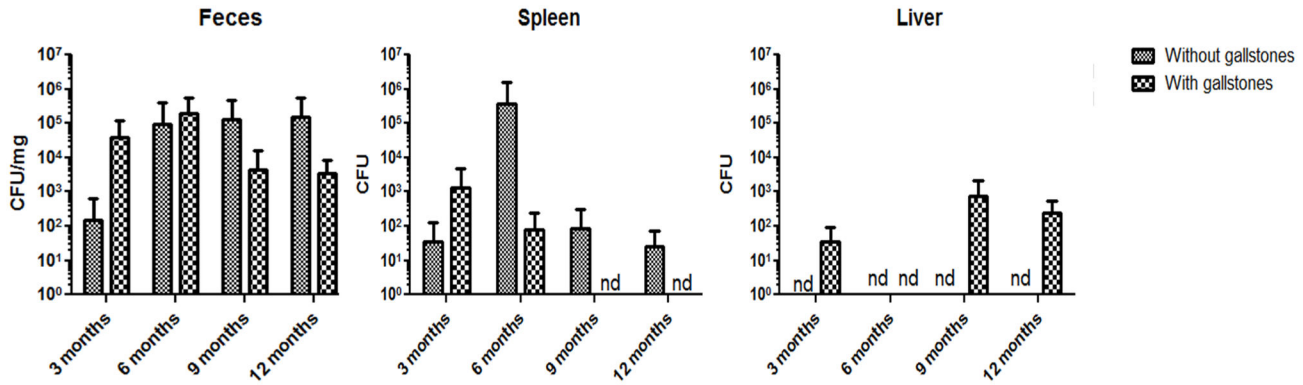 Feces
Spleen
Liver
Without gallstones
With gallstones
CFU/mg
10⁷
10⁶
10⁵
10⁴
10³
10²
10¹
10⁰
3 months
6 months
9 months
12 months
CFU
10⁷
10⁶
10⁵
10⁴
10³
10²
10¹
10⁰
nd
nd
3 months
6 months
9 months
12 months
CFU
10⁷
10⁶
10⁵
10⁴
10³
10²
10¹
10⁰
nd
nd nd
nd
nd
3 months
6 months
9 months
12 months